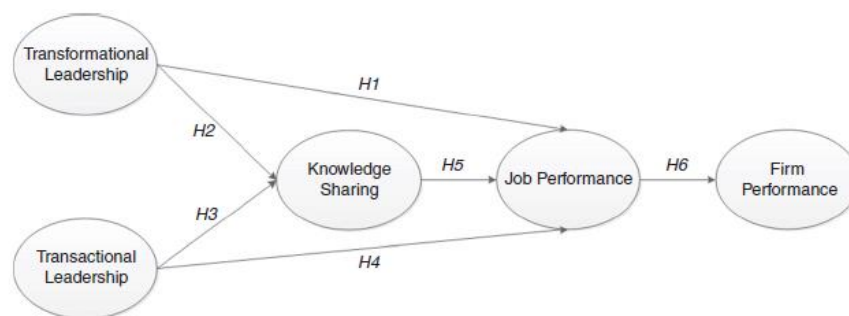 Transformational
Leadership
H1
H2
Knowledge
Sharing
H5
Job Performance
H6
Firm
Performance
H3
Transactional
Leadership
H4